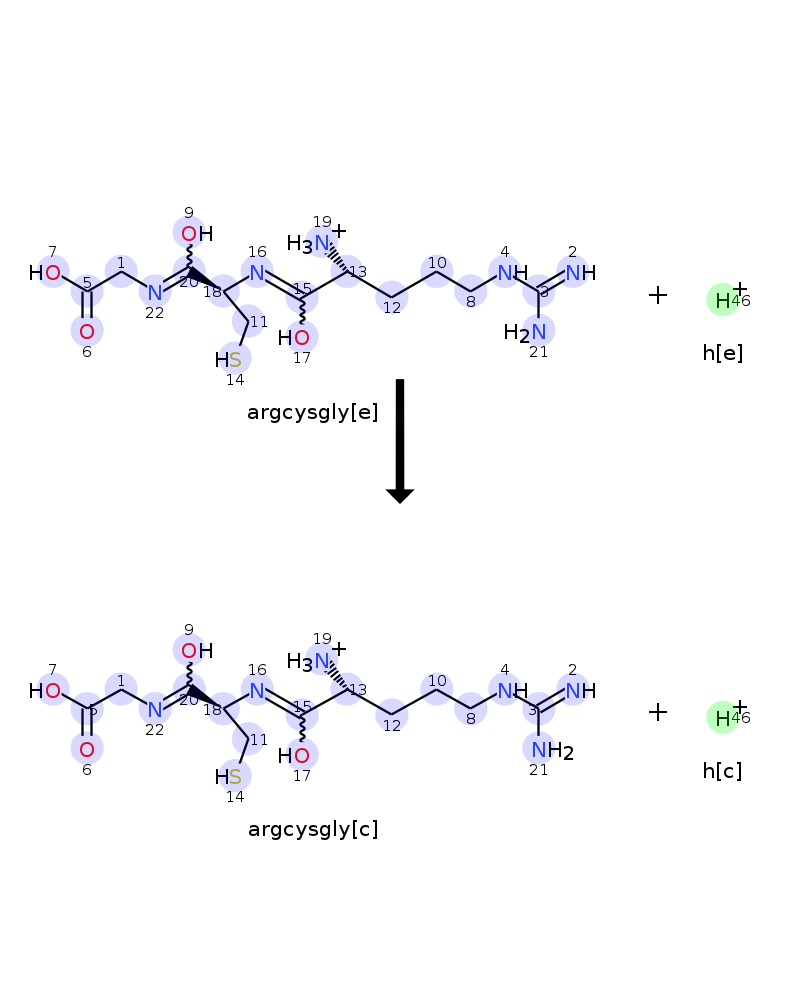 9
OH
19
H3N+
7
HO
5
1
N
22
20
18
16
N
15
13
12
10
8
4
NH
3
2
NH
H2N
21
O
6
11
HS
14
HO
17
+
H+
46
h[e]
argcysgly[e]
9
OH
19
H3N+
7
HO
5
1
N
22
20
18
16
N
15
13
12
10
8
4
NH
3
2
NH
NH2
21
O
6
11
HS
14
HO
17
+
H+
46
h[c]
argcysgly[c]